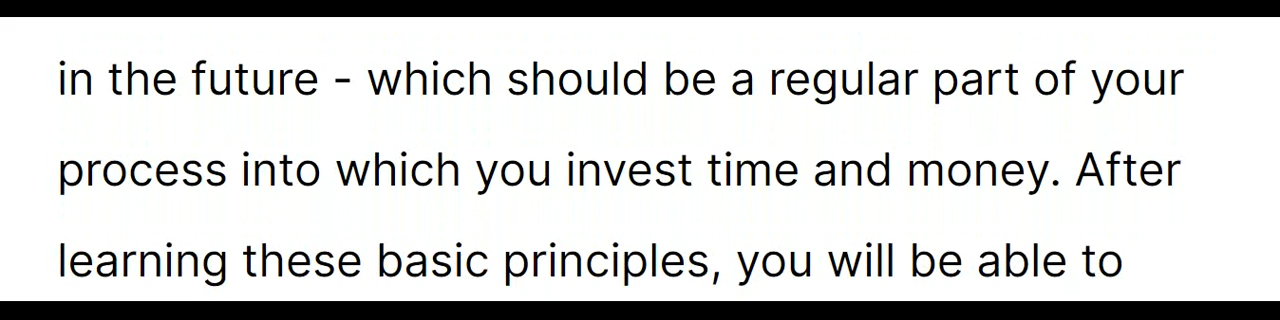 in the future - which should be a regular part of your
process into which you invest time and money. After
learning these basic principles, you will be able to